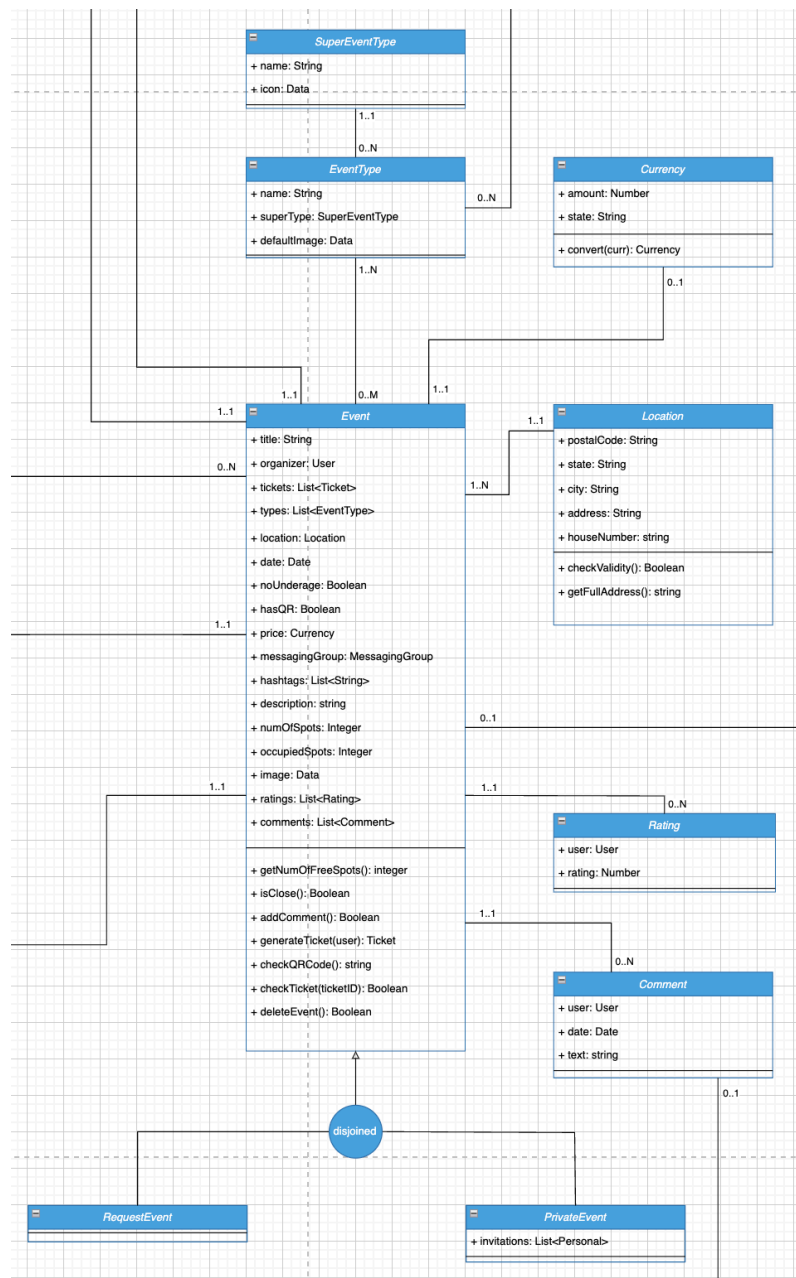 SuperEventType
+ name: String
+ icon: Data
1..1
0..N
EventType
+ name: String
+ superType: SuperEventType
+ defaultImage: Data
0..N
1..N
Currency
+ amount: Number
+ state: String
+ convert(curr): Currency
0..1
1..1
0..M
1..1
1..1
0..N
1..1
1..1
Event
+ title: String
+ organizer: User
+ tickets: List<Ticket>
+ types: List<EventType>
+ location: Location
+ date: Date
+ noUnderage: Boolean
+ hasQR: Boolean
+ price: Currency
+ messagingGroup: MessagingGroup
+ hashtags: List<String>
+ description: string
+ numOfSpots: Integer
+ occupiedSpots: Integer
+ image: Data
+ ratings: List<Rating>
+ comments: List<Comment>
+ getNumOfFreeSpots(): integer
+ isClose(): Boolean
+ addComment(): Boolean
+ generateTicket(user): Ticket
+ checkQRCode(): string
+ checkTicket(ticketID): Boolean
+ deleteEvent(): Boolean
1..1
1..N
Location
+ postalCode: String
+ state: String
+ city: String
+ address: String
+ houseNumber: string
+ checkValidity(): Boolean
+ getFullAddress(): string
0..1
1..1
0..N
Rating
+ user: User
+ rating: Number
1..1
0..N
Comment
+ user: User
+ date: Date
+ text: string
0..1
disjoined
RequestEvent
PrivateEvent
+ invitations: List<Personal>